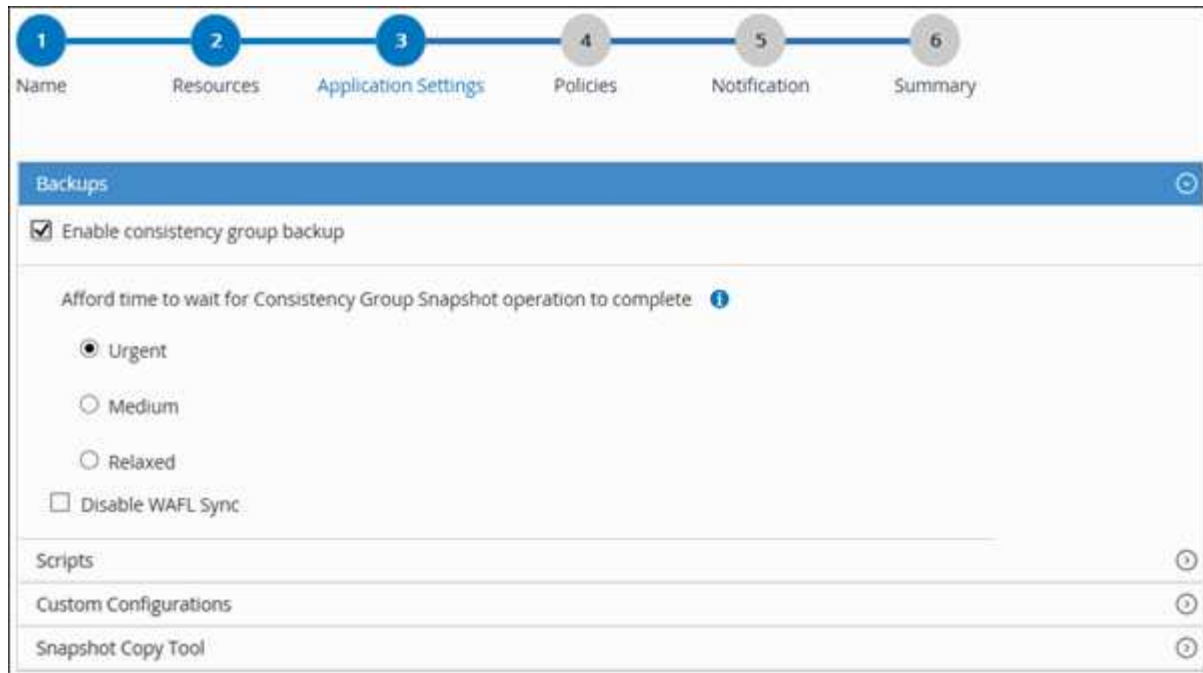 1 2 3 4 5 6
Name Resources Application Settings Policies Notification Summary
Backups
Enable consistency group backup
Afford time to wait for Consistency Group Snapshot operation to complete i
Urgent
Medium
Relaxed
Disable WAFL Sync
Scripts
Custom Configurations
Snapshot Copy Tool